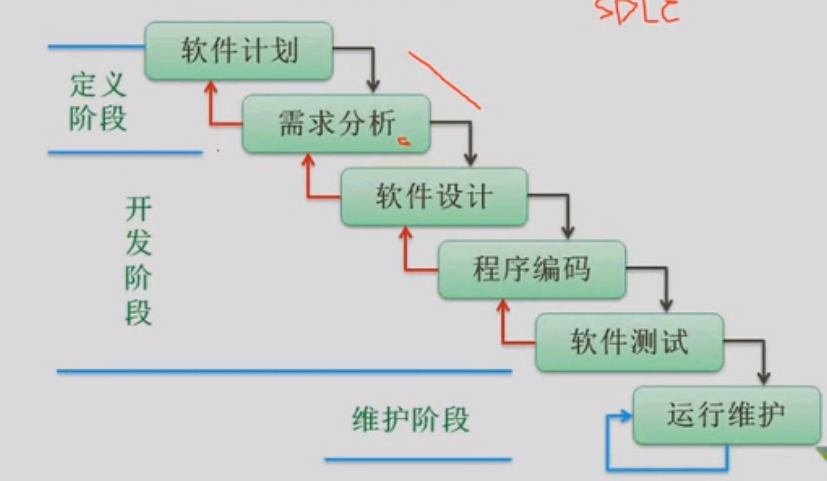 SDLC
软件计划
定义
阶段
需求分析
软件设计
开
发
阶
段
程序编码
软件测试
维护阶段
运行维护